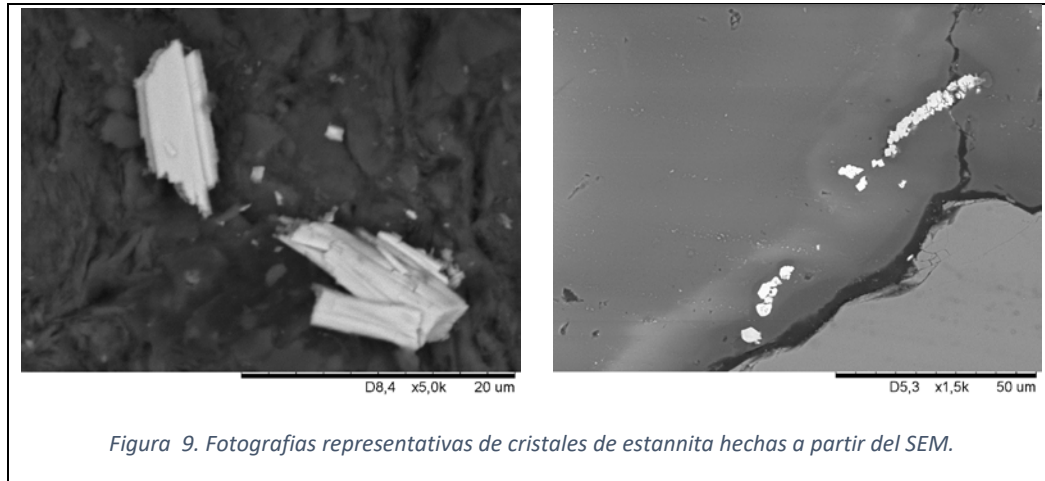 D8,4 x5,0k 20 um
D5,3 x1,5k 50 um
Figura 9. Fotografias representativas de cristales de estannita hechas a partir del SEM.